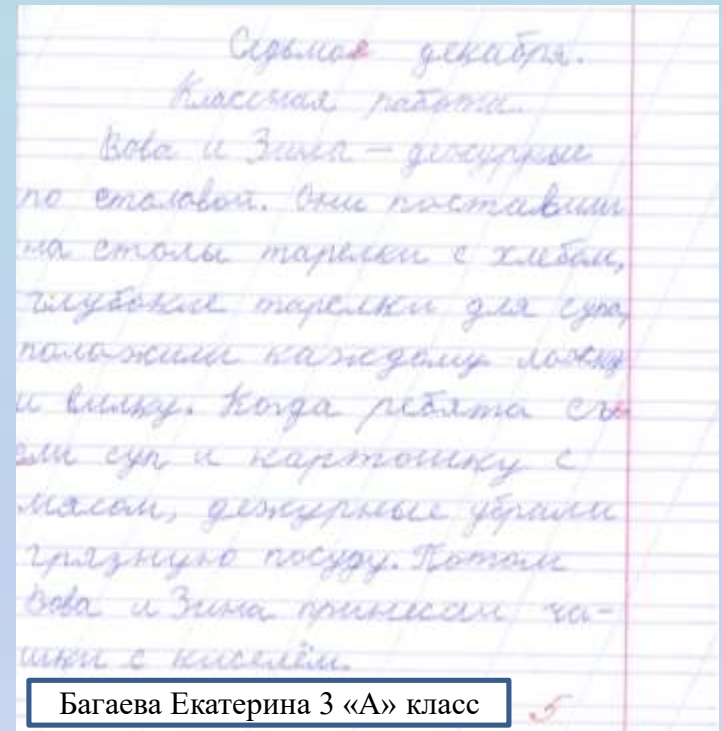 Седьмое декабря.
Классная работа.
Вова и Зина – дежурные
по столовой. Они поставили
на столы тарелки с хлебом,
глубокие тарелки для супа,
положили каждому ложку
и вилку. Когда ребята съ
ели суп и картошку с
мясом, дежурные убрали
грязную посуду. Потом
Вова и Зина принесли ча-
шки с киселём.
Багаева Екатерина 3 «А» класс
5